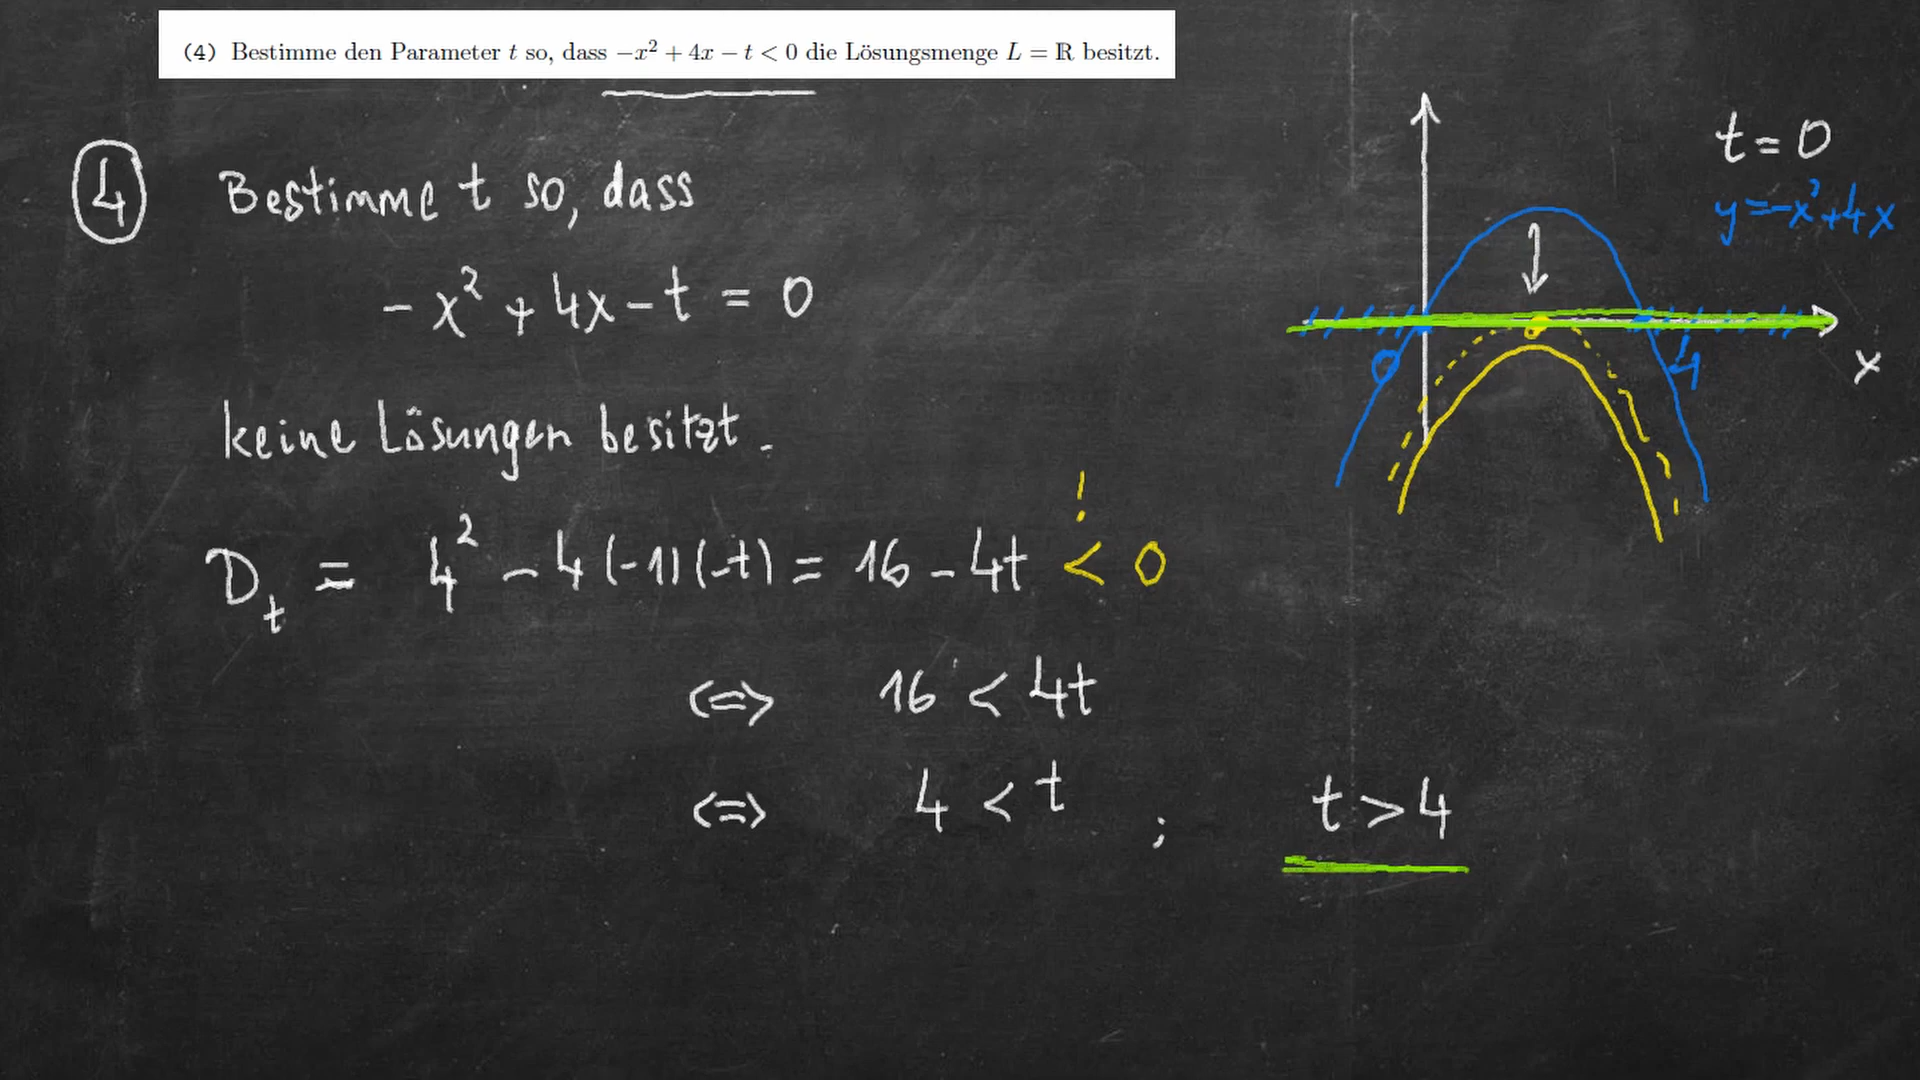 (4) Bestimme den Parameter t so, dass −x² + 4x − t < 0 die Lösungsmenge L = ℝ besitzt.
4 Bestimme t so, dass
- x² + 4x - t = 0
keine Lösungen besitzt.
D_t = 4² - 4(-1)(-t) = 16 - 4t < 0
!
<=> 16 < 4t
<=> 4 < t ; t > 4
t = 0
y = -x² + 4x
0
4
x